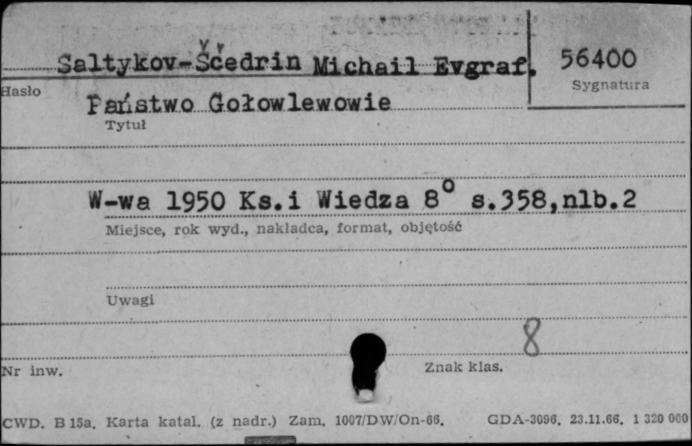 Saltykov-Ščedrin Michail Evgraf. 56400
Hasło Sygnatura
Państwo Gołowlewowie
Tytuł
W-wa 1950 Ks.i Wiedza 8° s.358,nlb.2
Miejsce, rok wyd., nakładca, format, objętość
Uwagi
8
Nr inw. Znak klas.
CWD. B 15a. Karta katal. (z nadr.) Zam. 1007/DW/On-66. GDA-3096. 23.11.66. 1 320 000